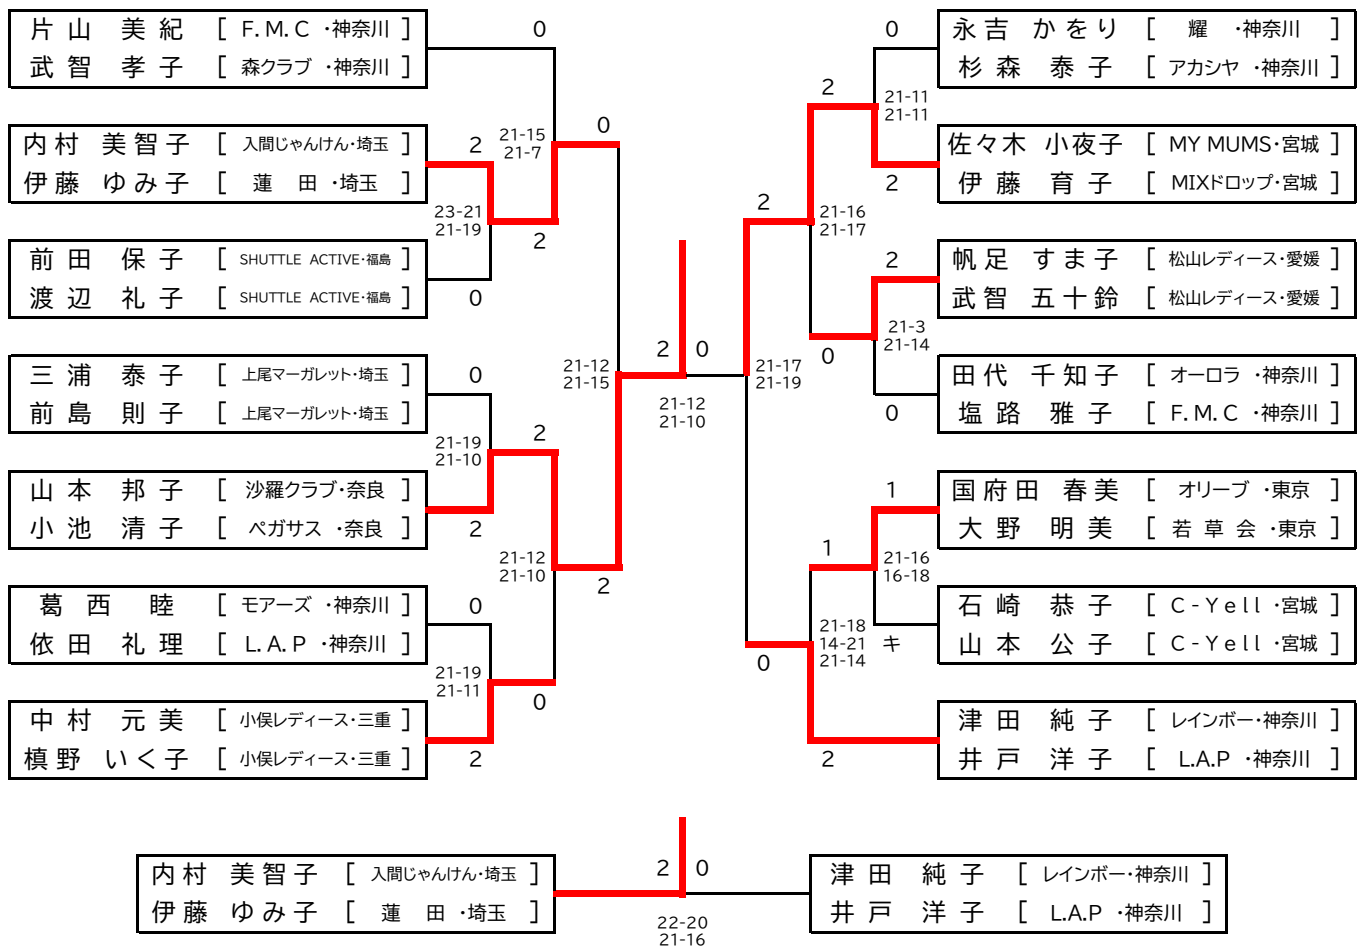 片山 美紀 [ F.M.C ・神奈川 ]
武智 孝子 [ 森クラブ ・神奈川 ]
内村 美智子 [ 入間じゃんけん・埼玉 ]
伊藤 ゆみ子 [ 蓮 田 ・埼玉 ]
前田 保子 [ SHUTTLE ACTIVE・福島 ]
渡辺 礼子 [ SHUTTLE ACTIVE・福島 ]
三浦 泰子 [ 上尾マーガレット・埼玉 ]
前島 則子 [ 上尾マーガレット・埼玉 ]
山本 邦子 [ 沙羅クラブ・奈良 ]
小池 清子 [ ペガサス ・奈良 ]
葛西 睦 [ モアーズ ・神奈川 ]
依田 礼理 [ L.A.P ・神奈川 ]
中村 元美 [ 小俣レディース・三重 ]
槙野 いく子 [ 小俣レディース・三重 ]
0
2
23-21
21-19
0
21-15
21-7
2
0
0
21-19
21-10
2
2
0
21-19
21-11
2
21-12
21-10
0
21-12
21-15
2
2
0
21-12
21-10
永吉 かをり [ 耀 ・神奈川 ]
杉森 泰子 [ アカシヤ ・神奈川 ]
佐々木 小夜子 [ MY MUMS・宮城 ]
伊藤 育子 [ MIXドロップ・宮城 ]
帆足 すま子 [ 松山レディース・愛媛 ]
武智 五十鈴 [ 松山レディース・愛媛 ]
田代 千知子 [ オーロラ ・神奈川 ]
塩路 雅子 [ F.M.C ・神奈川 ]
国府田 春美 [ オリーブ ・東京 ]
大野 明美 [ 若草会 ・東京 ]
石崎 恭子 [ C-Yell ・宮城 ]
山本 公子 [ C-Yell ・宮城 ]
津田 純子 [ レインボー・神奈川 ]
井戸 洋子 [ L.A.P ・神奈川 ]
0
21-11
21-11
2
2
21-16
21-17
2
21-3
21-14
0
0
2
21-17
21-19
0
1
21-16
16-18
キ
1
21-18
14-21
21-14
2
内村 美智子 [ 入間じゃんけん・埼玉 ]
伊藤 ゆみ子 [ 蓮 田 ・埼玉 ]
2
0
22-20
21-16
津田 純子 [ レインボー・神奈川 ]
井戸 洋子 [ L.A.P ・神奈川 ]